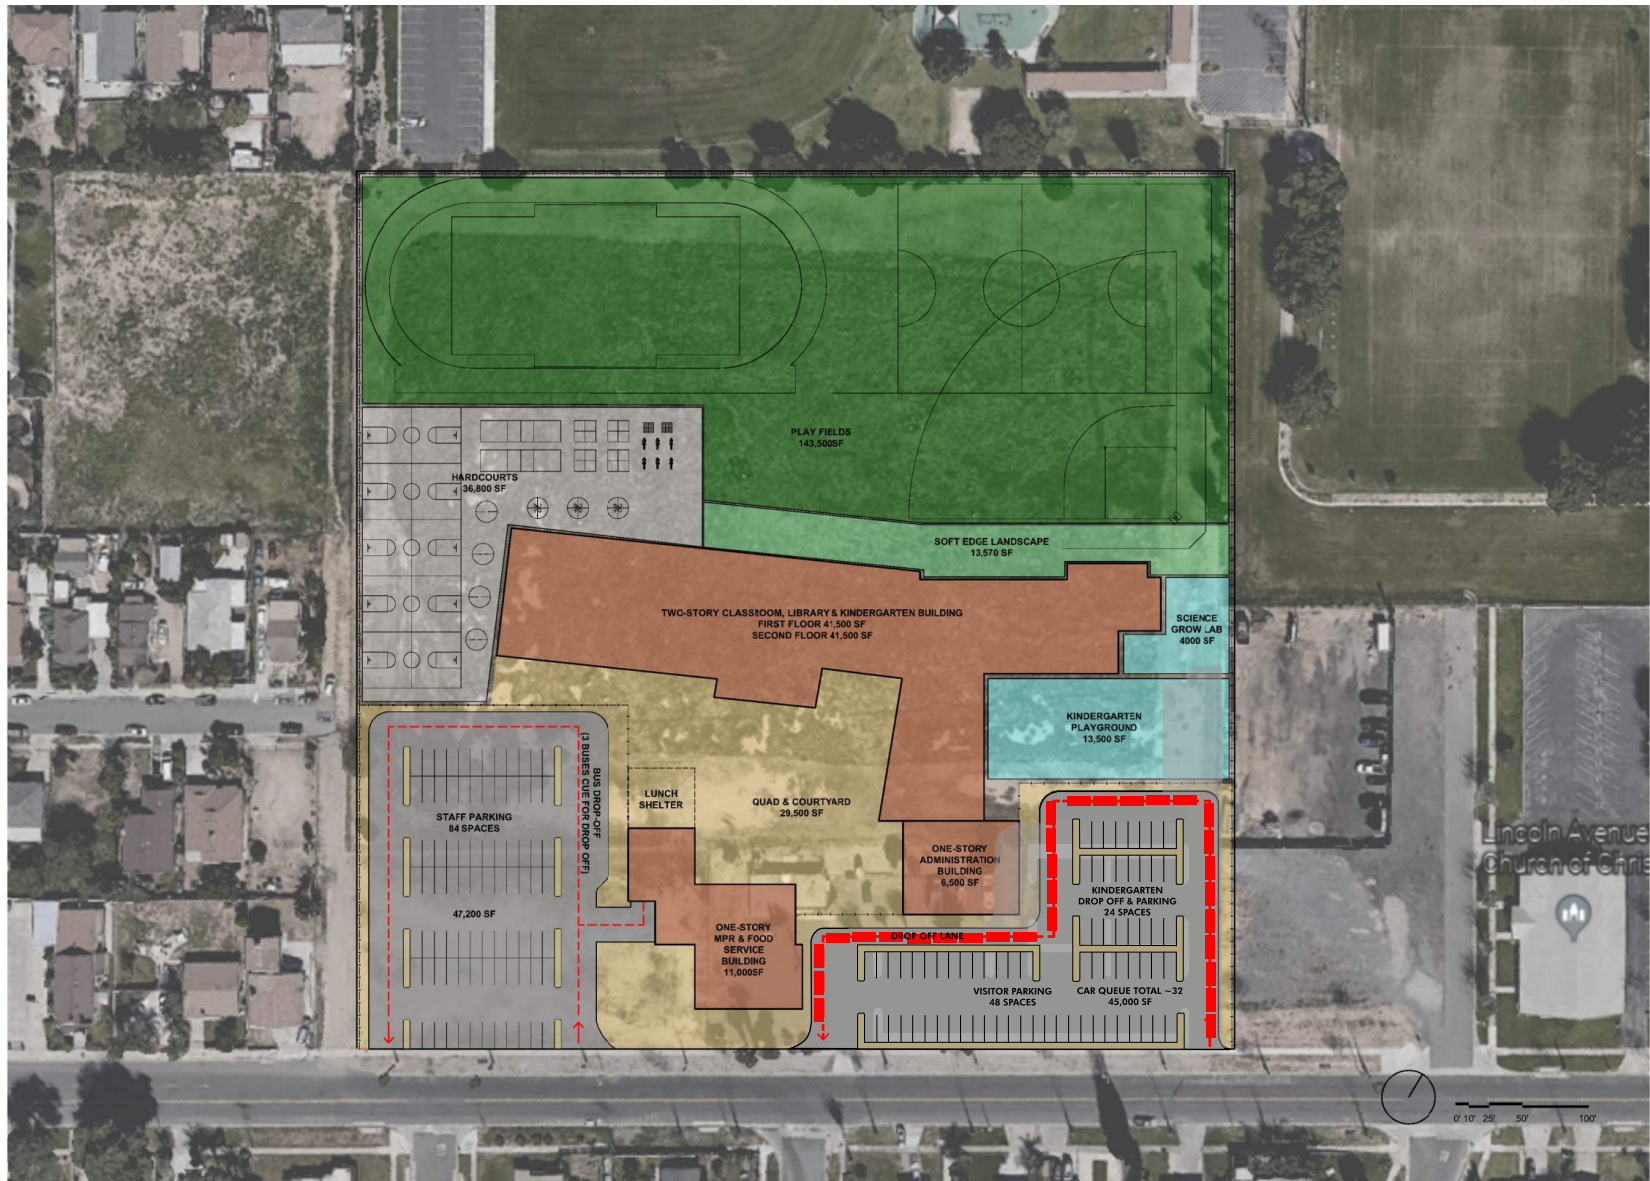 PLAY FIELDS
143,500SF
HARDCOURTS
36,800 SF
SOFT EDGE LANDSCAPE
13,570 SF
TWO-STORY CLASSROOM, LIBRARY & KINDERGARTEN BUILDING
FIRST FLOOR 41,500 SF
SECOND FLOOR 41,500 SF
SCIENCE
GROW LAB
4000 SF
KINDERGARTEN
PLAYGROUND
13,500 SF
BUS DROP-OFF
(3 BUSES CUE FOR DROP OFF)
STAFF PARKING
84 SPACES
47,200 SF
LUNCH
SHELTER
QUAD & COURTYARD
29,500 SF
ONE-STORY
ADMINISTRATION
BUILDING
6,500 SF
ONE-STORY
MPR & FOOD
SERVICE
BUILDING
11,000SF
KINDERGARTEN
DROP OFF & PARKING
24 SPACES
DROP OFF LANE
VISITOR PARKING
48 SPACES
CAR QUEUE TOTAL ~32
45,000 SF
Lincoln Avenue
Church of Chris
0' 10' 25' 50' 100'